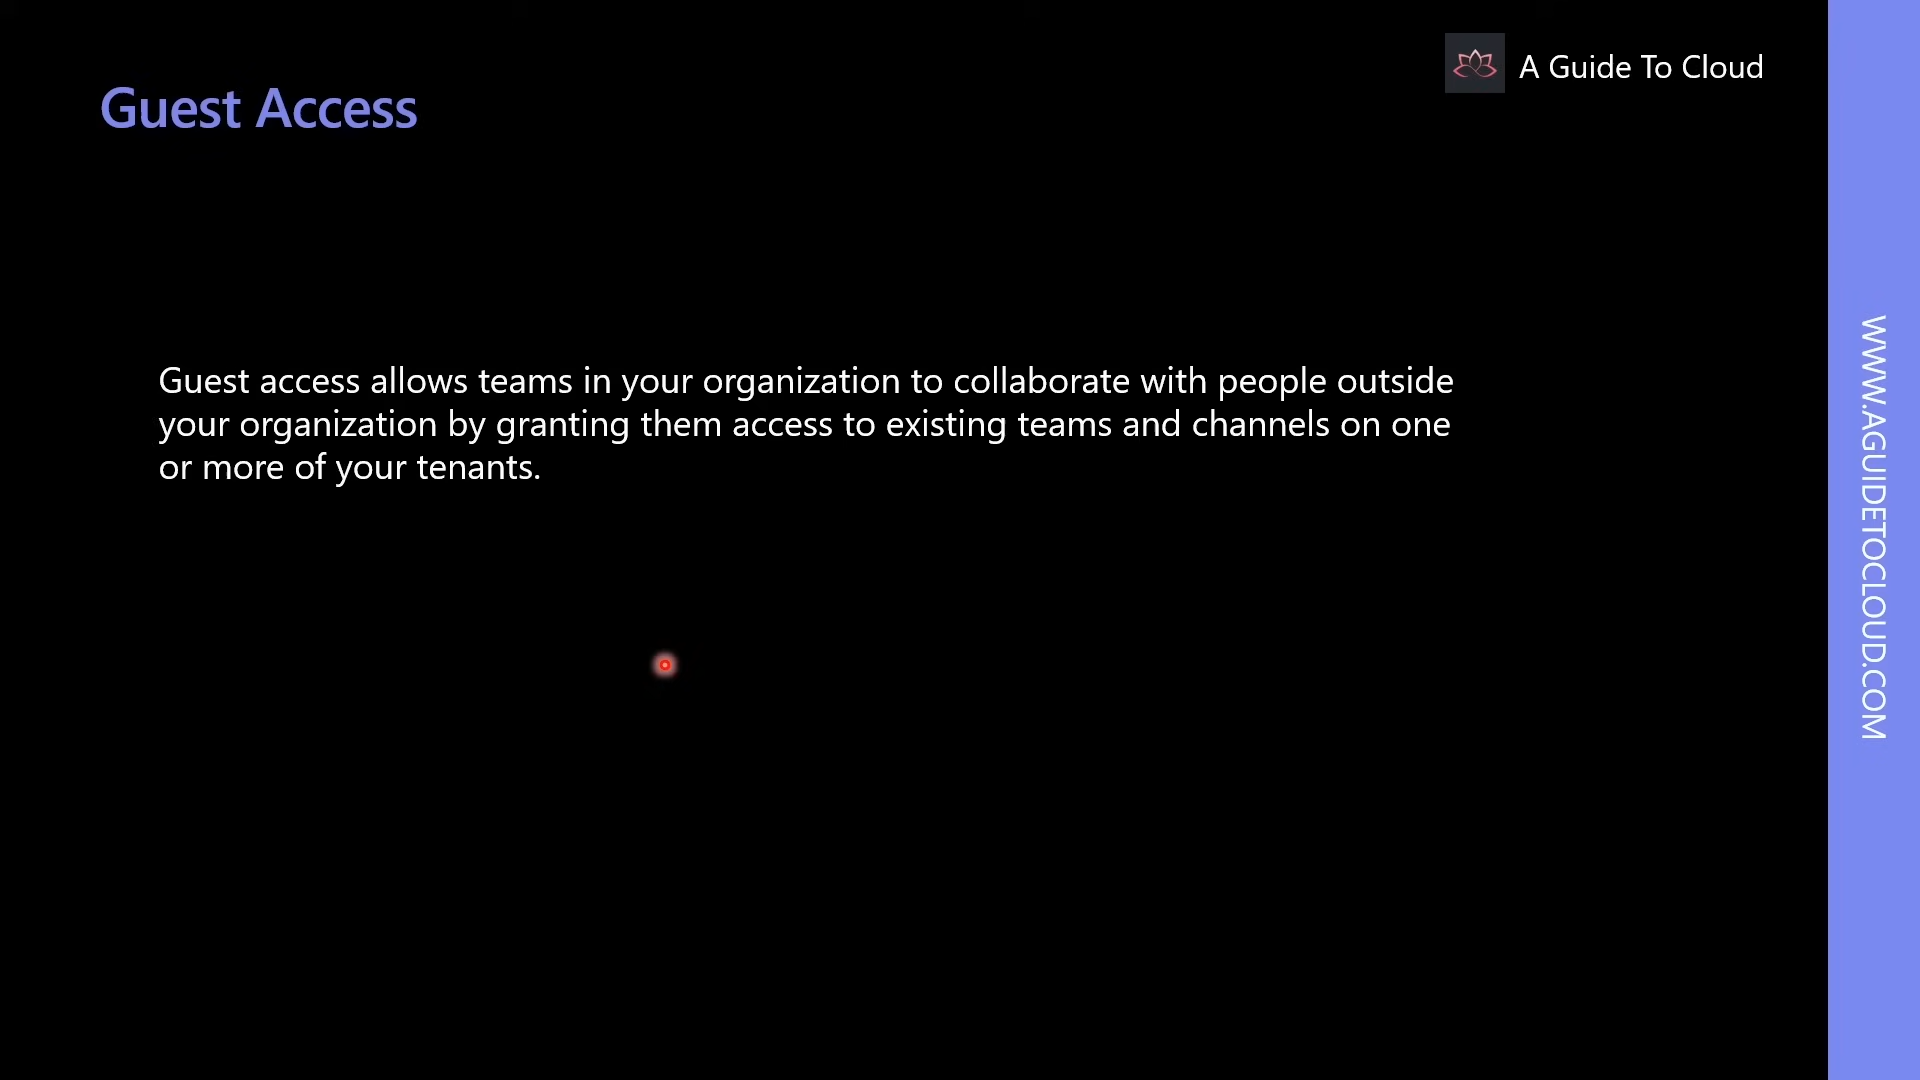 A Guide To Cloud
Guest Access
Guest access allows teams in your organization to collaborate with people outside
your organization by granting them access to existing teams and channels on one
or more of your tenants.
WWW.AGUIDETOCLOUD.COM